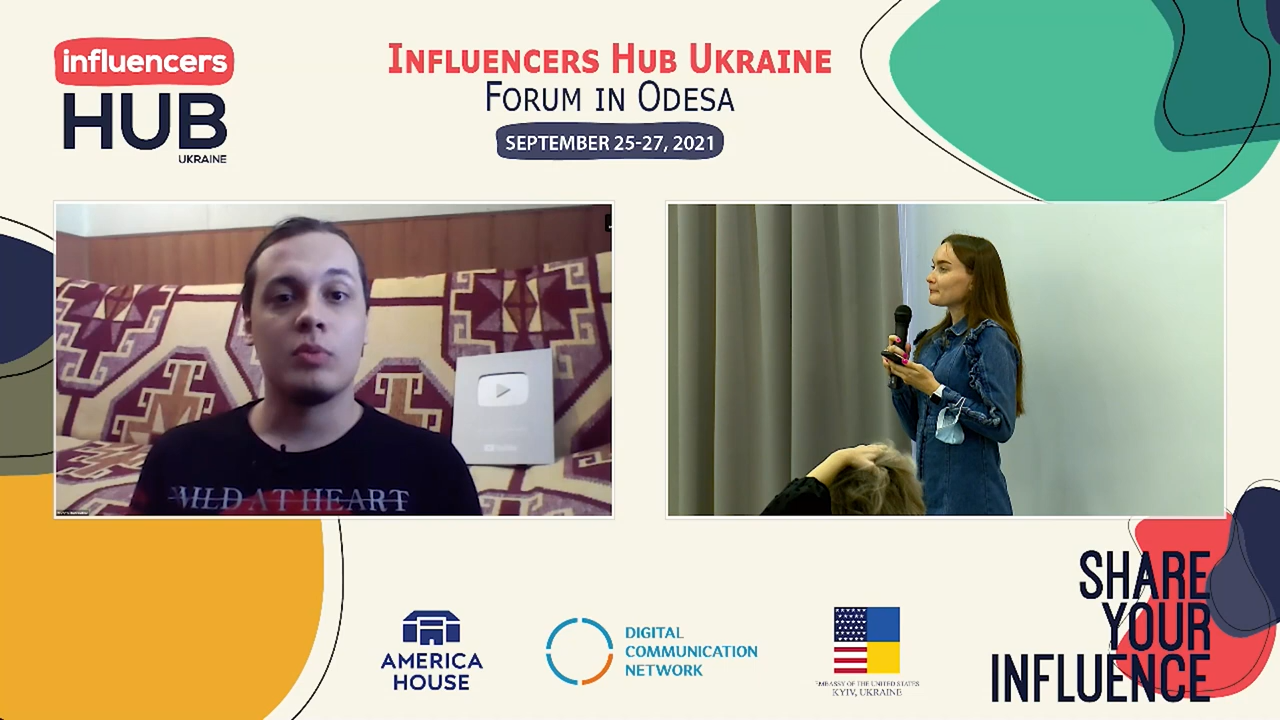 influencers
HUB
UKRAINE
INFLUENCERS HUB UKRAINE
FORUM IN ODESA
SEPTEMBER 25-27, 2021
WILD AT HEART
AMERICA
HOUSE
DIGITAL
COMMUNICATION
NETWORK
EMBASSY OF THE UNITED STATES
KYIV, UKRAINE
SHARE
YOUR
INFLUENCE